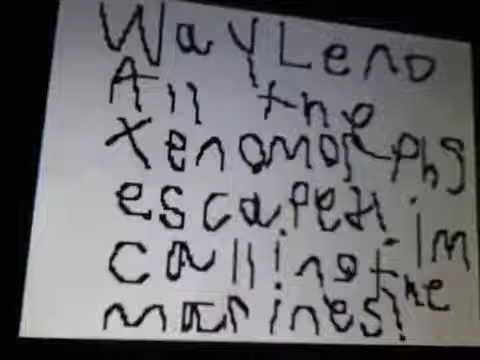 WayLeno
All the
Xenomorphs
escaped. im
calling the
marines!